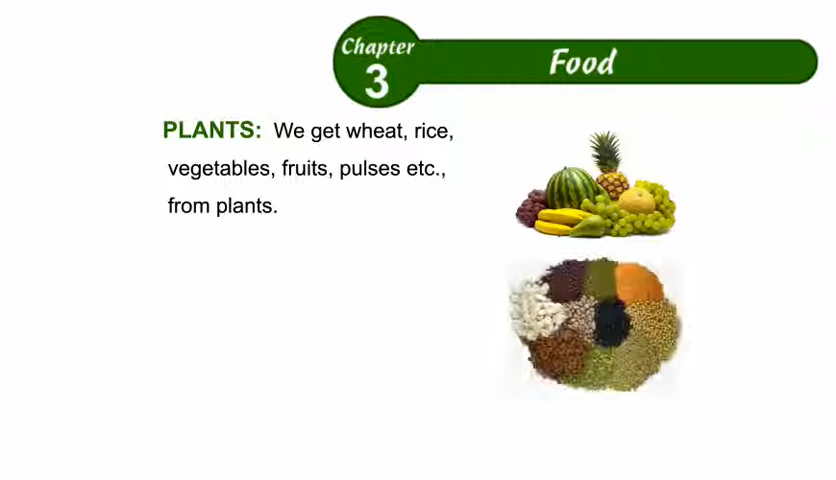 Chapter
3
Food
PLANTS: We get wheat, rice,
vegetables, fruits, pulses etc.,
from plants.